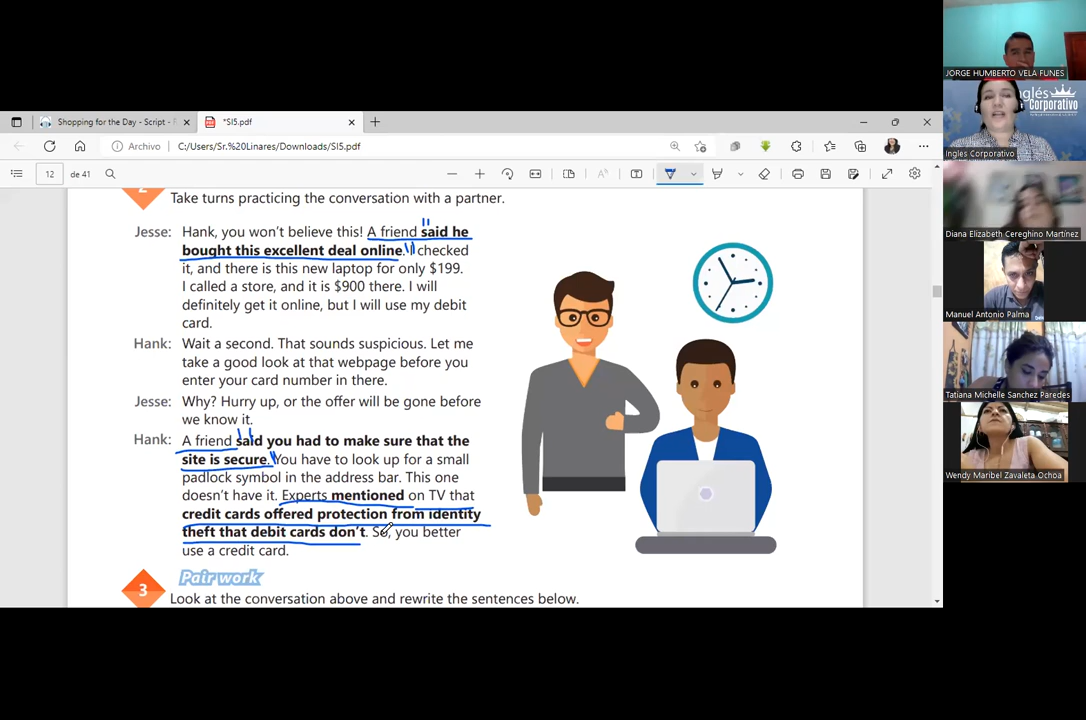 Shopping for the Day - Script - R
*SI5.pdf
Archivo
C:/Users/Sr.%20Linares/Downloads/SI5.pdf
12
de 41
2
Take turns practicing the conversation with a partner.
Jesse: Hank, you won't believe this! A friend said he
bought this excellent deal online. I checked
it, and there is this new laptop for only $199.
I called a store, and it is $900 there. I will
definitely get it online, but I will use my debit
card.
Hank: Wait a second. That sounds suspicious. Let me
take a good look at that webpage before you
enter your card number in there.
Jesse: Why? Hurry up, or the offer will be gone before
we know it.
Hank: A friend said you had to make sure that the
site is secure. You have to look up for a small
padlock symbol in the address bar. This one
doesn't have it. Experts mentioned on TV that
credit cards offered protection from identity
theft that debit cards don't. So, you better
use a credit card.
Pair work
3
Look at the conversation above and rewrite the sentences below.
JORGE HUMBERTO VELA FUNES
Inglés
Corporativo
Ingles Corporativo
Diana Elizabeth Cereghino Martínez
Manuel Antonio Palma
Tatiana Michelle Sanchez Paredes
Wendy Maribel Zavaleta Ochoa